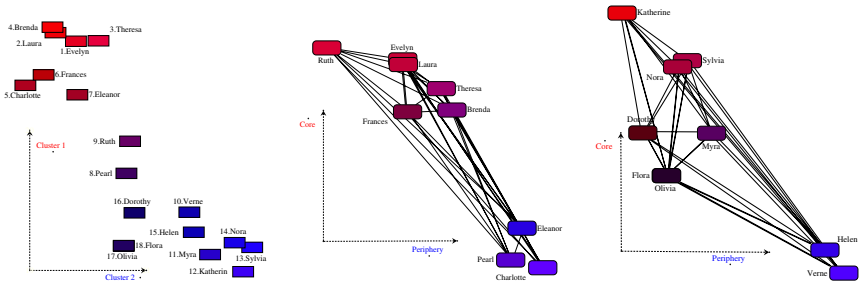 4.Brenda
3.Theresa
2.Laura
1.Evelyn
6.Frances
5.Charlotte
7.Eleanor
9.Ruth
Cluster 1
8.Pearl
16.Dorothy
10.Verne
15.Helen
14.Nora
18.Flora
17.Olivia
11.Myra
13.Sylvia
12.Katherin
Cluster 2
Evelyn
Ruth
Laura
Theresa
Brenda
Frances
Core
Eleanor
Periphery
Pearl
Charlotte
Katherine
Sylvia
Nora
Dorothy
Core
Myra
Flora
Olivia
Helen
Periphery
Verne